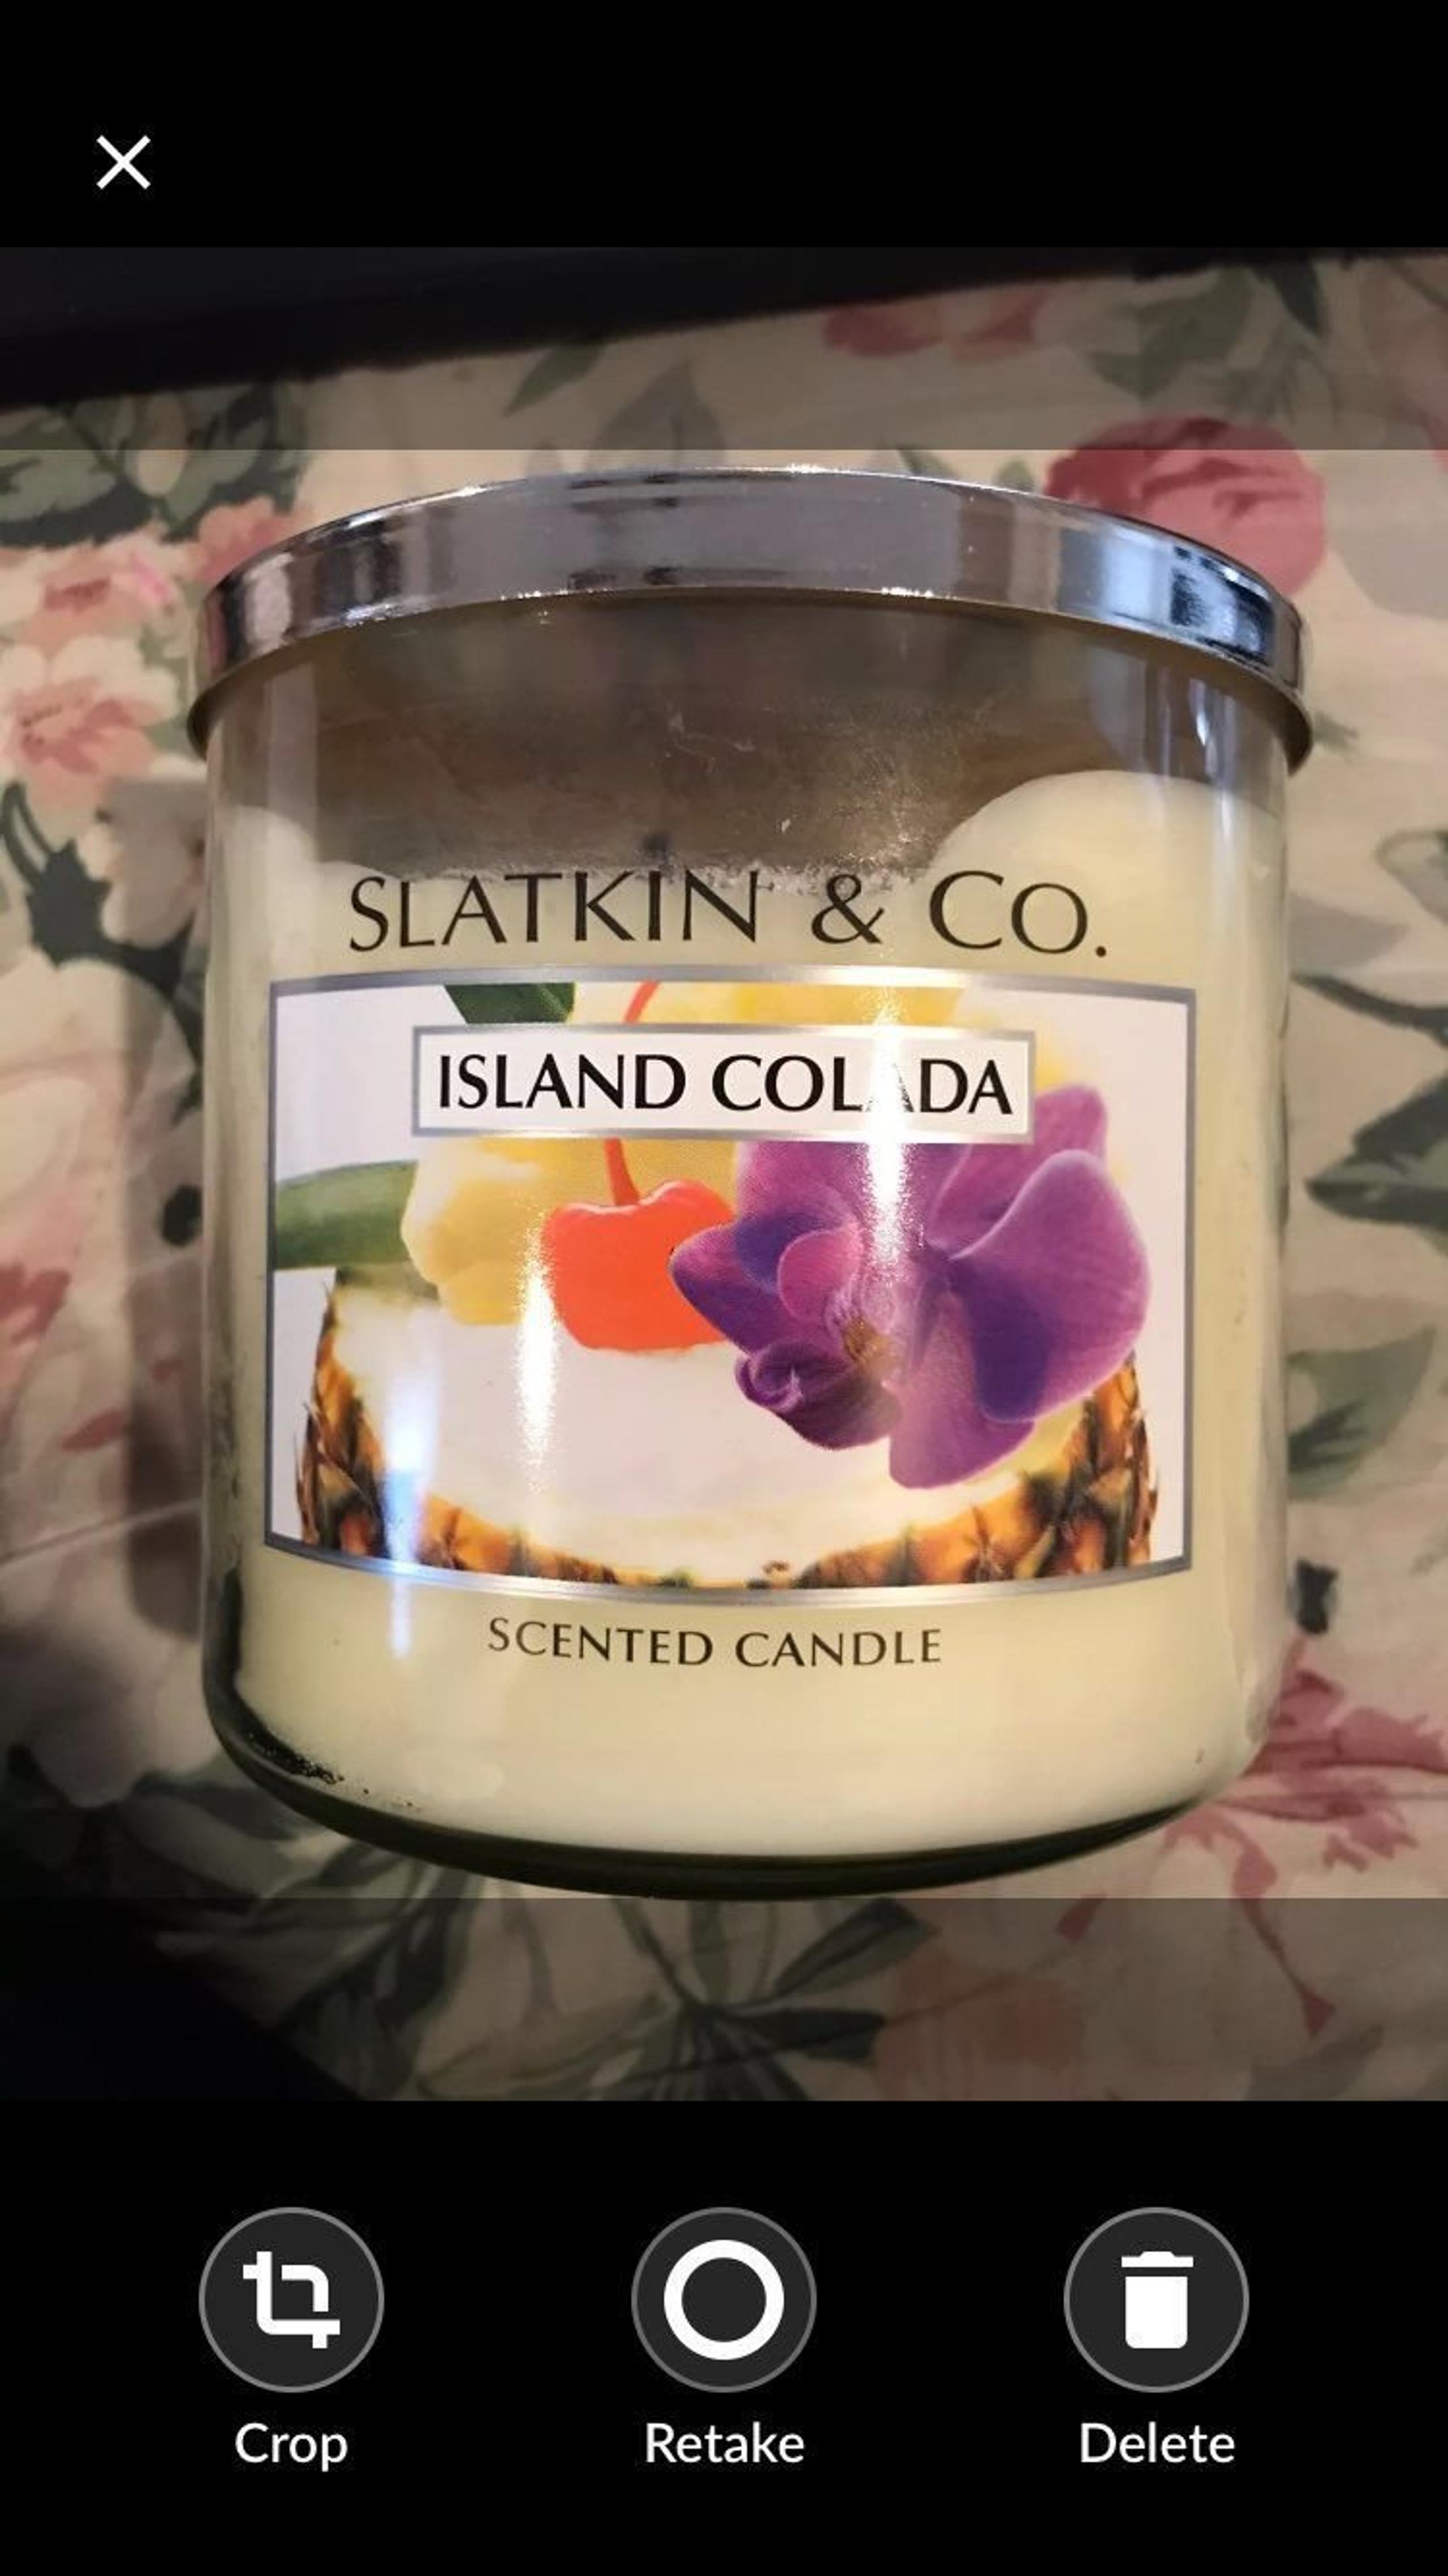 SLATKIN & CO.
ISLAND COLADA
SCENTED CANDLE
Crop Retake Delete